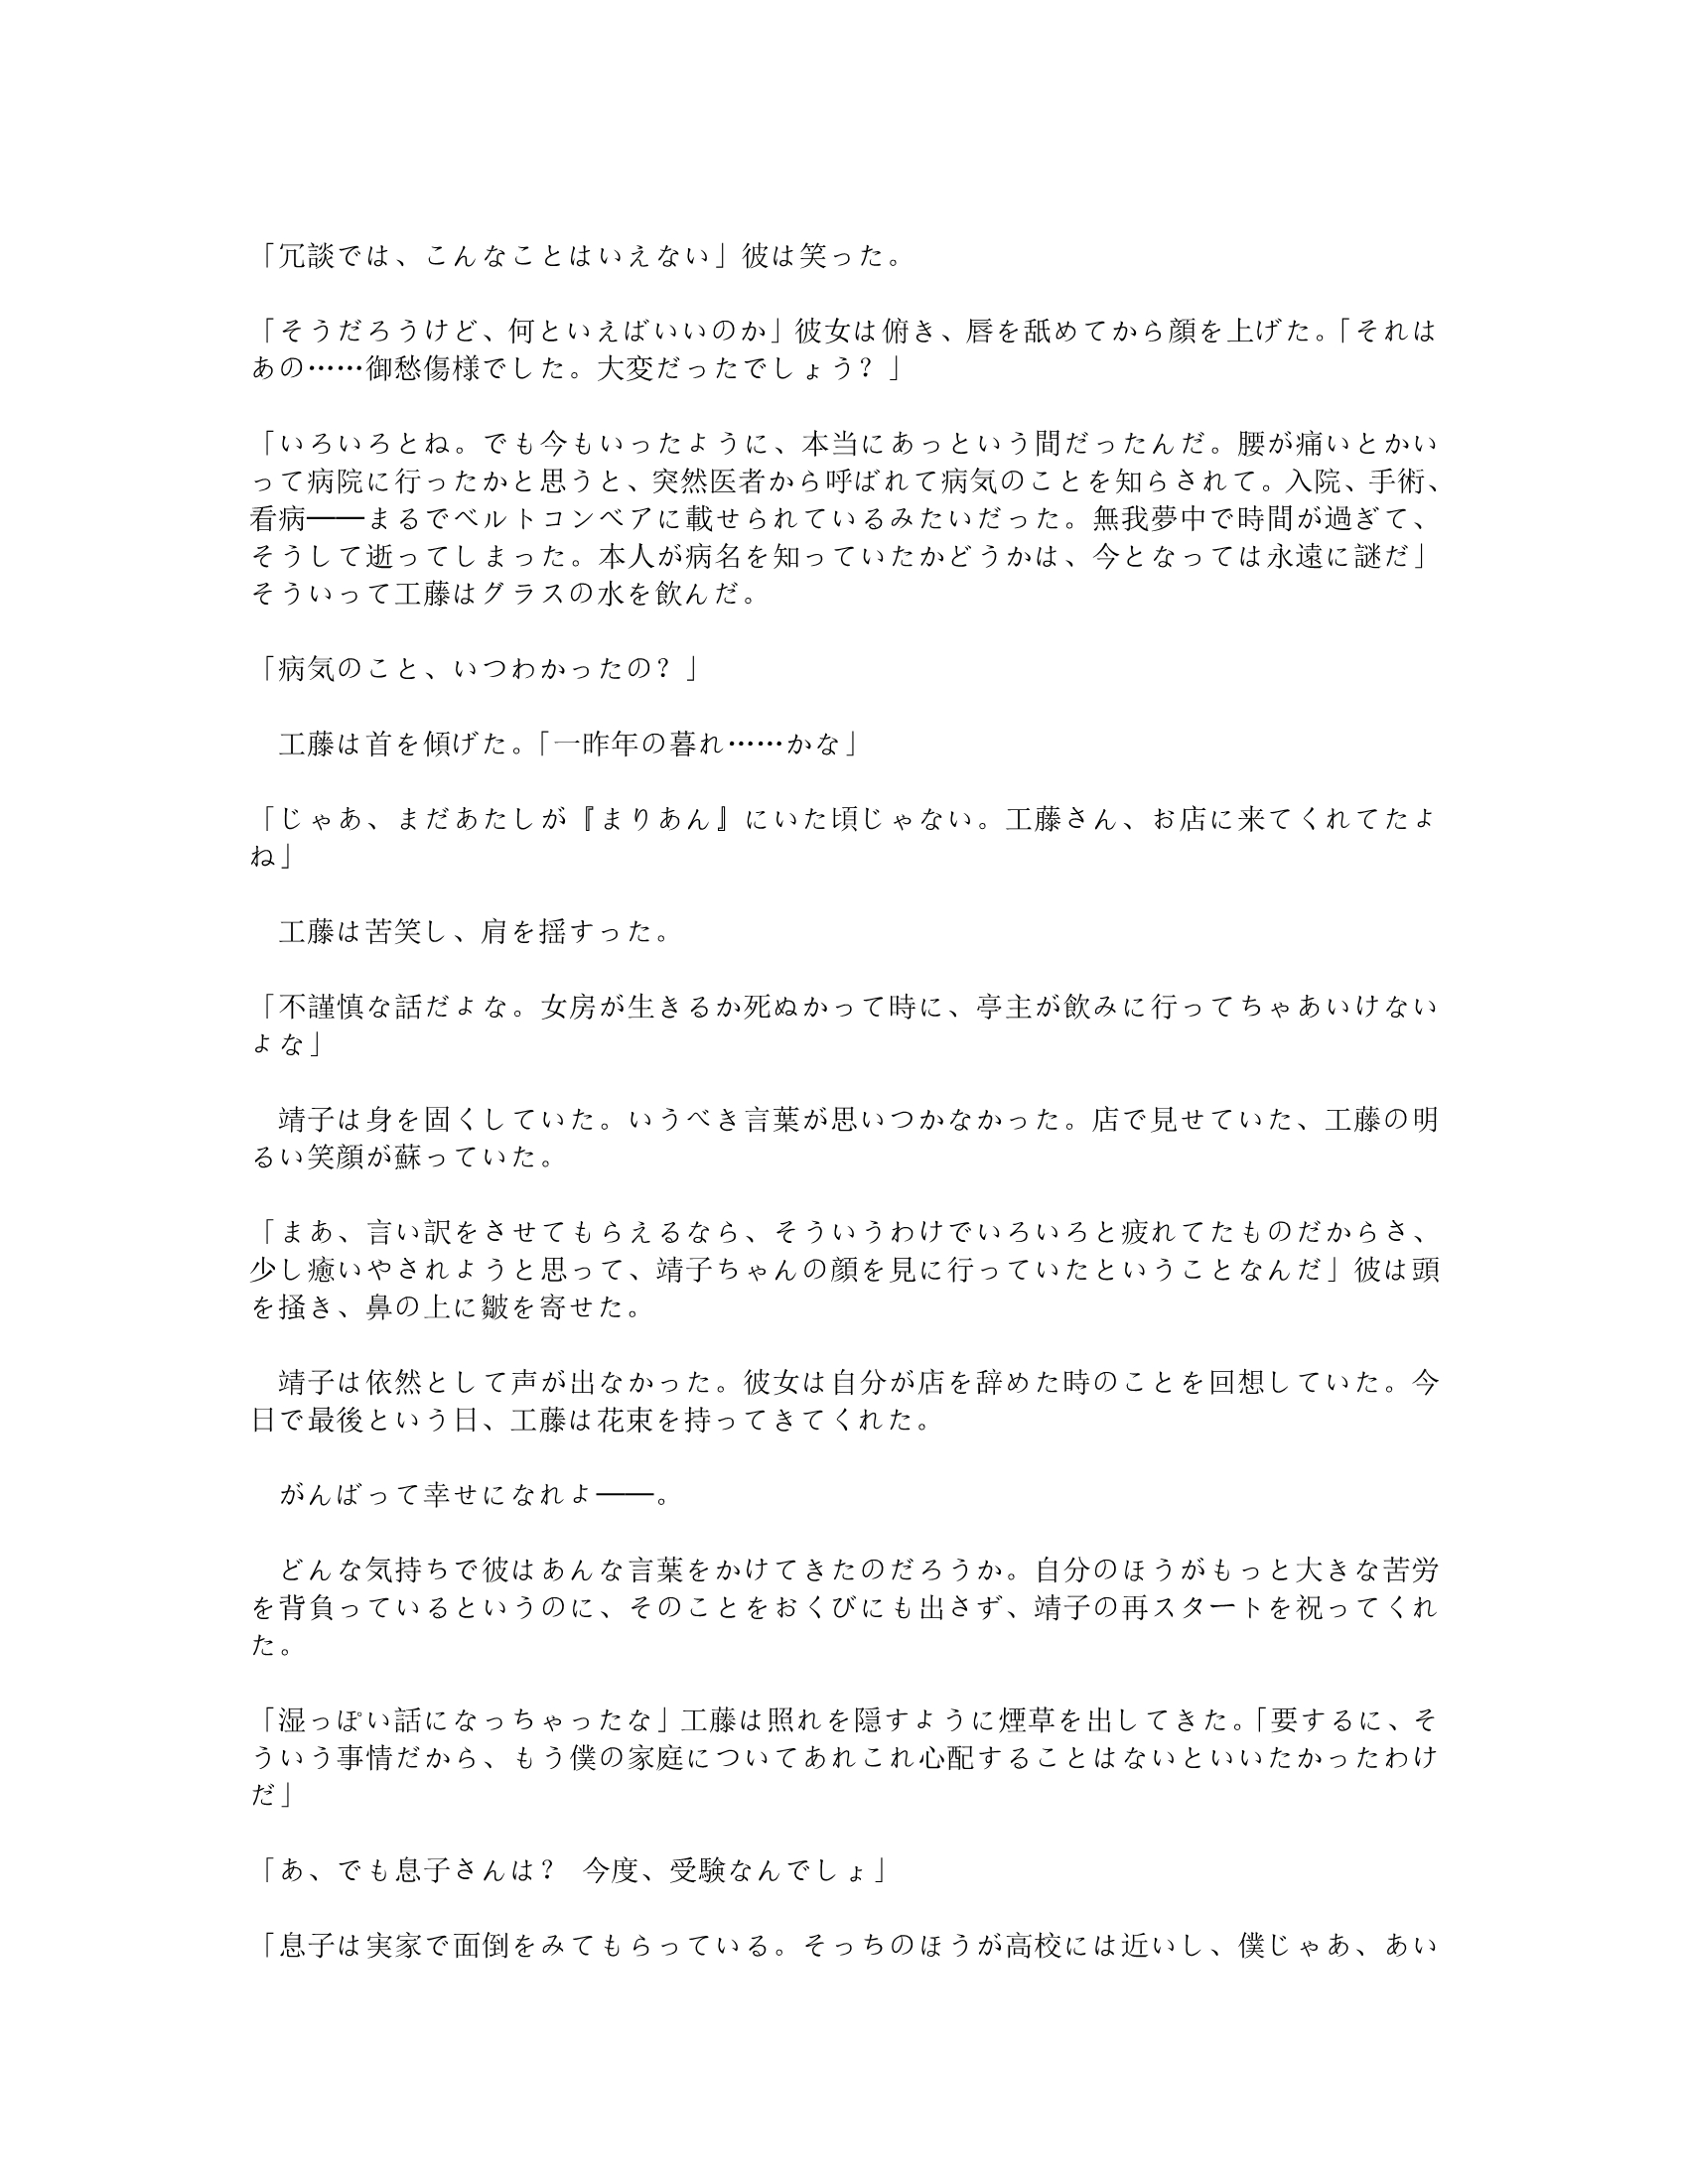 「冗談では、こんなことはいえない」彼は笑った。
「そうだろうけど、何といえばいいのか」彼女は俯き、唇を舐めてから顔を上げた。「それは
あの……御愁傷様でした。大変だったでしょう？」
「いろいろとね。でも今もいったように、本当にあっという間だったんだ。腰が痛いとかい
って病院に行ったかと思うと、突然医者から呼ばれて病気のことを知らされて。入院、手術、
看病――まるでベルトコンベアに載せられているみたいだった。無我夢中で時間が過ぎて、
そうして逝ってしまった。本人が病名を知っていたかどうかは、今となっては永遠に謎だ」
そういって工藤はグラスの水を飲んだ。
「病気のこと、いつわかったの？」
　工藤は首を傾げた。「一昨年の暮れ……かな」
「じゃあ、まだあたしが『まりあん』にいた頃じゃない。工藤さん、お店に来てくれてたよ
ね」
　工藤は苦笑し、肩を揺すった。
「不謹慎な話だよな。女房が生きるか死ぬかって時に、亭主が飲みに行ってちゃあいけない
よな」
　靖子は身を固くしていた。いうべき言葉が思いつかなかった。店で見せていた、工藤の明
るい笑顔が蘇っていた。
「まあ、言い訳をさせてもらえるなら、そういうわけでいろいろと疲れてたものだからさ、
少し癒いやされようと思って、靖子ちゃんの顔を見に行っていたということなんだ」彼は頭
を掻き、鼻の上に皺を寄せた。
　靖子は依然として声が出なかった。彼女は自分が店を辞めた時のことを回想していた。今
日で最後という日、工藤は花束を持ってきてくれた。
　がんばって幸せになれよ――。
　どんな気持ちで彼はあんな言葉をかけてきたのだろうか。自分のほうがもっと大きな苦労
を背負っているというのに、そのことをおくびにも出さず、靖子の再スタートを祝ってくれ
た。
「湿っぽい話になっちゃったな」工藤は照れを隠すように煙草を出してきた。「要するに、そ
ういう事情だから、もう僕の家庭についてあれこれ心配することはないといいたかったわけ
だ」
「あ、でも息子さんは？　今度、受験なんでしょ」
「息子は実家で面倒をみてもらっている。そっちのほうが高校には近いし、僕じゃあ、あい